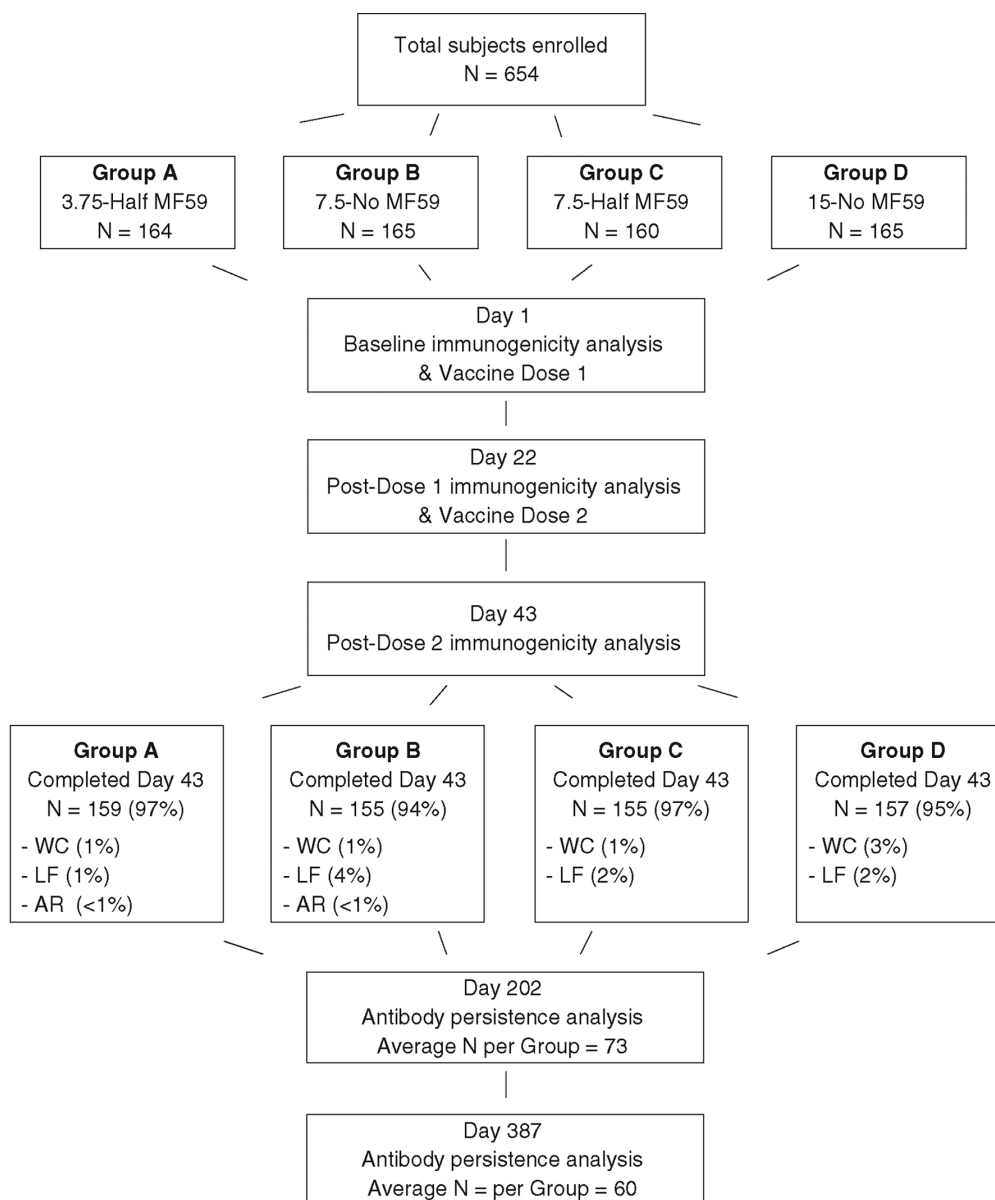 Total subjects enrolled
N = 654
Group A
3.75-Half MF59
N = 164
Group B
7.5-No MF59
N = 165
Group C
7.5-Half MF59
N = 160
Group D
15-No MF59
N = 165
Day 1
Baseline immunogenicity analysis
& Vaccine Dose 1
Day 22
Post-Dose 1 immunogenicity analysis
& Vaccine Dose 2
Day 43
Post-Dose 2 immunogenicity analysis
Group A
Completed Day 43
N = 159 (97%)
- WC (1%)
- LF (1%)
- AR (<1%)
Group B
Completed Day 43
N = 155 (94%)
- WC (1%)
- LF (4%)
- AR (<1%)
Group C
Completed Day 43
N = 155 (97%)
- WC (1%)
- LF (2%)
Group D
Completed Day 43
N = 157 (95%)
- WC (3%)
- LF (2%)
Day 202
Antibody persistence analysis
Average N per Group = 73
Day 387
Antibody persistence analysis
Average N = per Group = 60